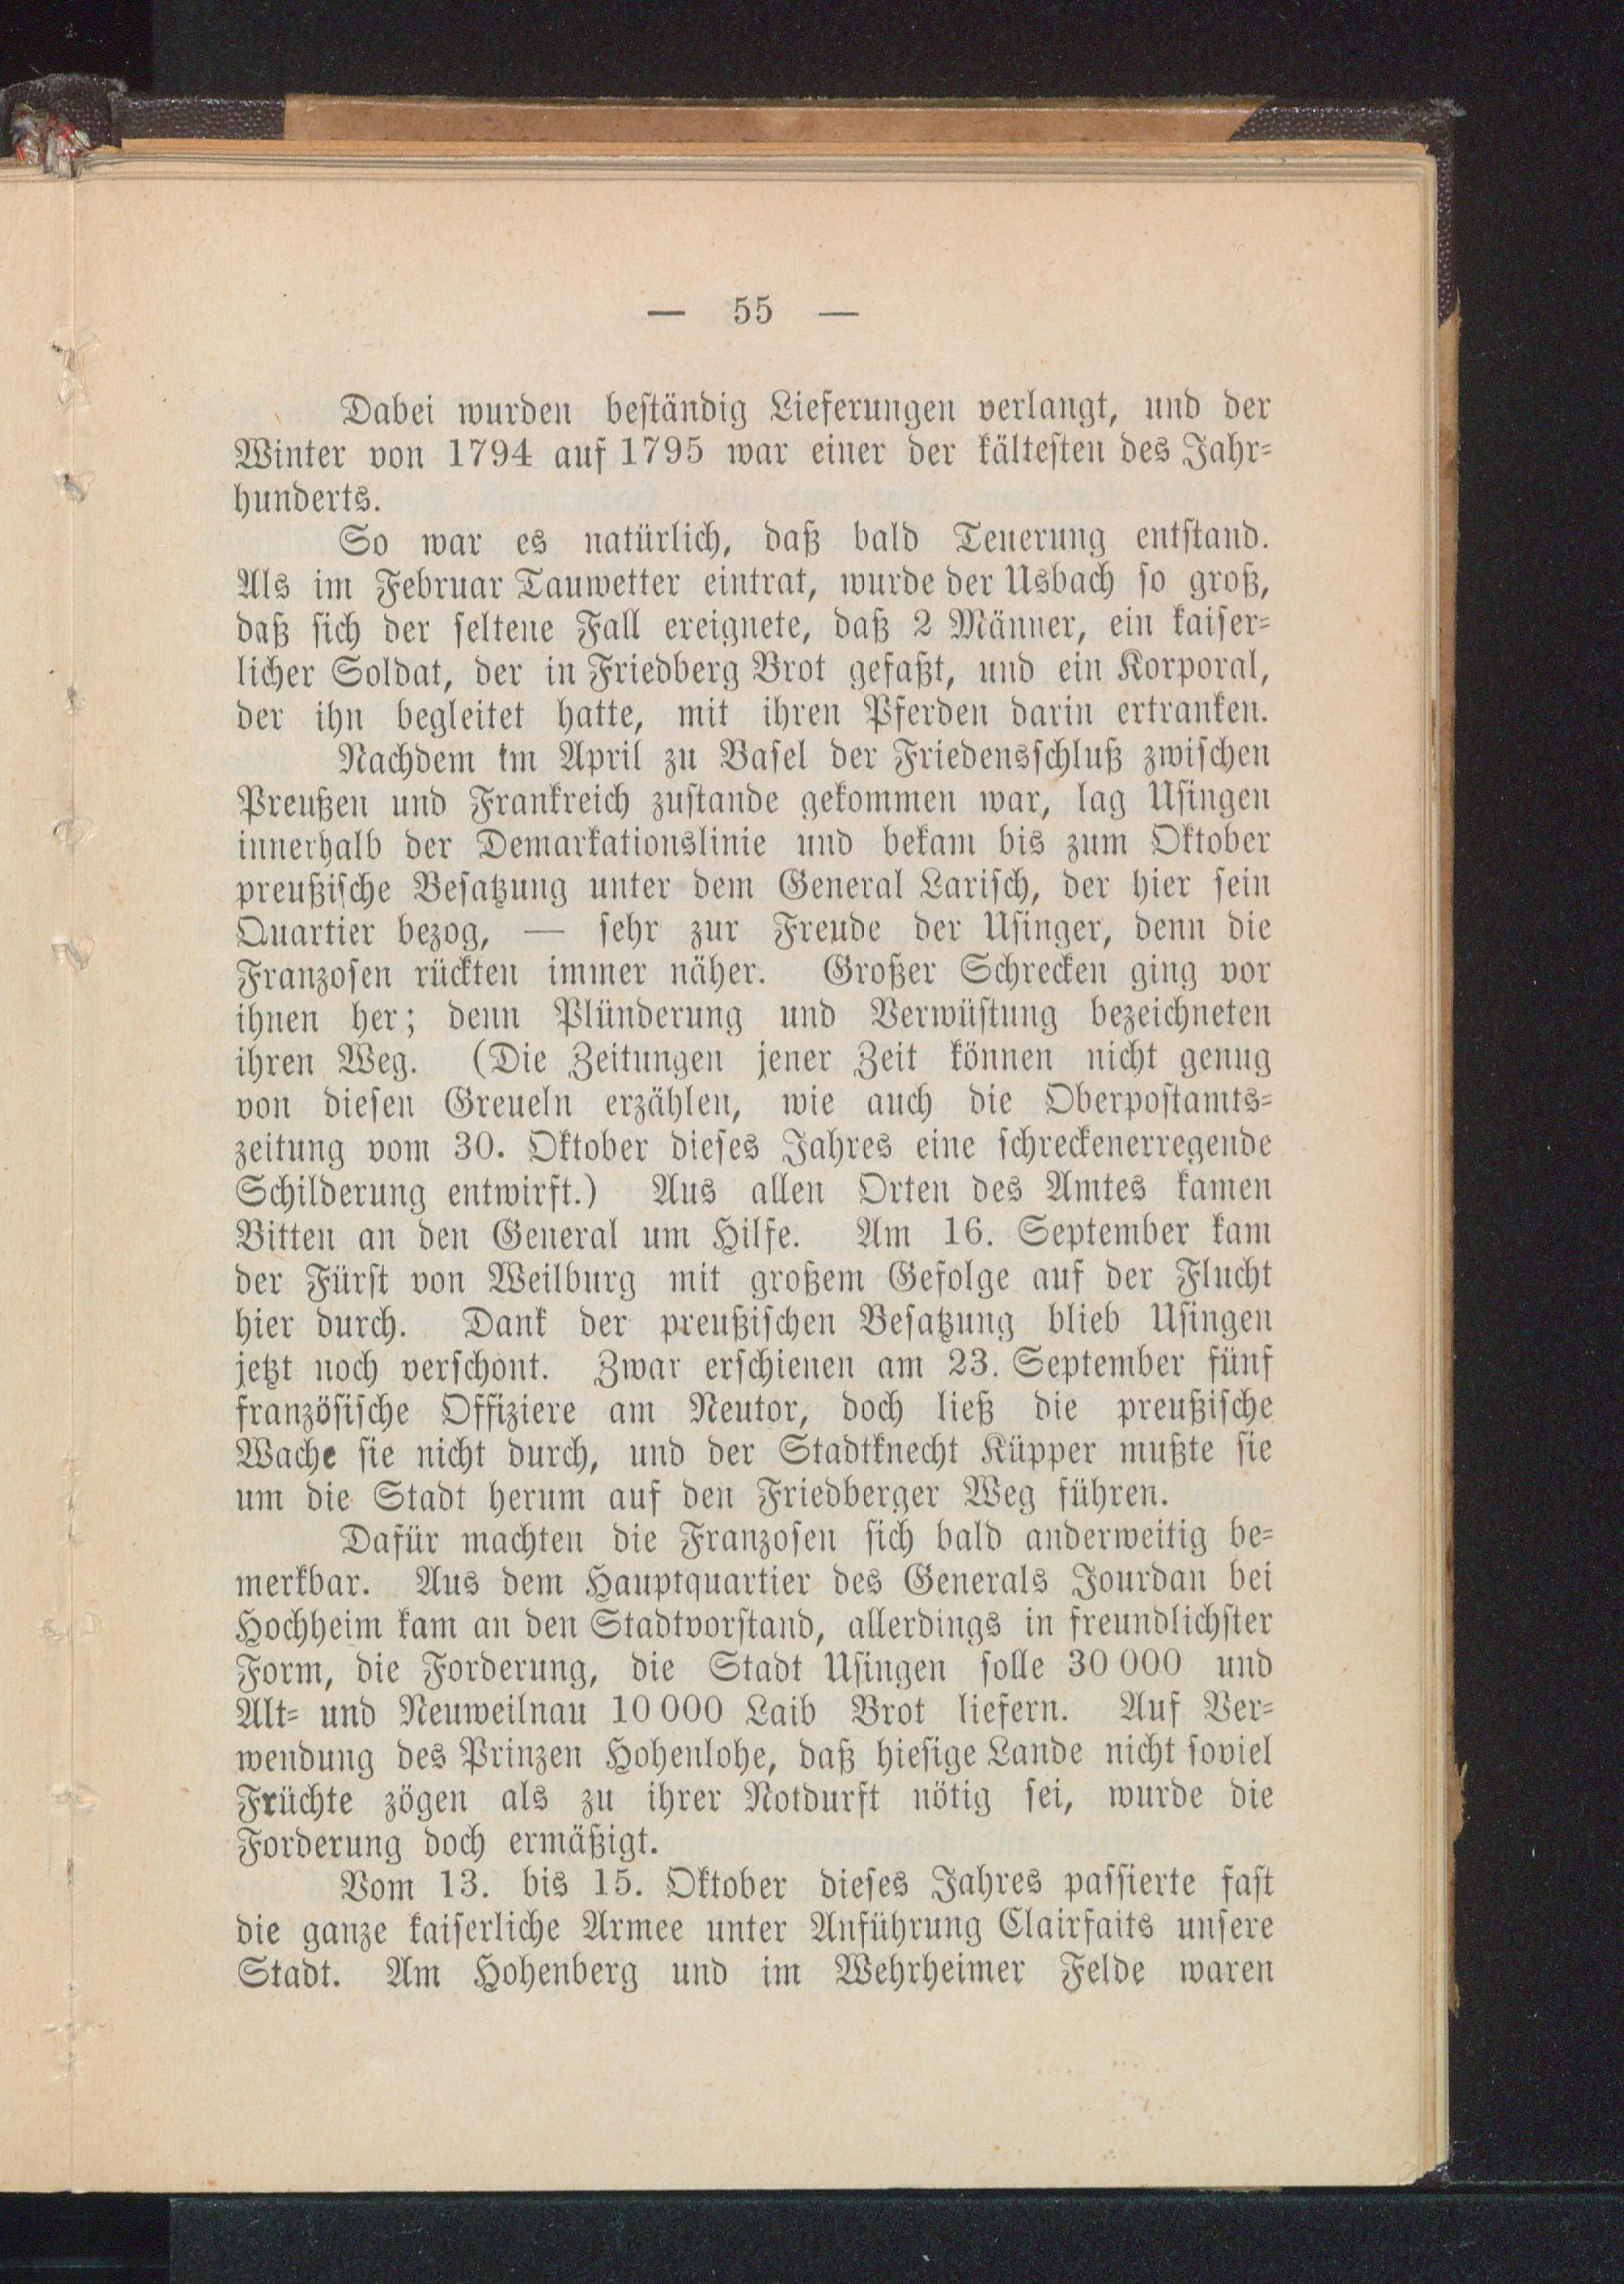 — 55 —
Dabei wurden beständig Lieferungen verlangt, und der
Winter von 1794 auf 1795 war einer der kältesten des Jahr-
hunderts.
So war es natürlich, daß bald Teuerung entstand.
Als im Februar Tauwetter eintrat, wurde der Usbach so groß,
daß sich der seltene Fall ereignete, daß 2 Männer, ein kaiser-
licher Soldat, der in Friedberg Brot gefaßt, und ein Korporal,
der ihn begleitet hatte, mit ihren Pferden darin ertranken.
Nachdem im April zu Basel der Friedensschluß zwischen
Preußen und Frankreich zustande gekommen war, lag Usingen
innerhalb der Demarkationslinie und bekam bis zum Oktober
preußische Besatzung unter dem General Larisch, der hier sein
Quartier bezog, — sehr zur Freude der Usinger, denn die
Franzosen rückten immer näher. Großer Schrecken ging vor
ihnen her; denn Plünderung und Verwüstung bezeichneten
ihren Weg. (Die Zeitungen jener Zeit können nicht genug
von diesen Greueln erzählen, wie auch die Oberpostamts-
zeitung vom 30. Oktober dieses Jahres eine schreckenerregende
Schilderung entwirft.) Aus allen Orten des Amtes kamen
Bitten an den General um Hilfe. Am 16. September kam
der Fürst von Weilburg mit großem Gefolge auf der Flucht
hier durch. Dank der preußischen Besatzung blieb Usingen
jetzt noch verschont. Zwar erschienen am 23. September fünf
französische Offiziere am Neutor, doch ließ die preußische
Wache sie nicht durch, und der Stadtknecht Küpper mußte sie
um die Stadt herum auf den Friedberger Weg führen.
Dafür machten die Franzosen sich bald anderweitig be-
merkbar. Aus dem Hauptquartier des Generals Jourdan bei
Hochheim kam an den Stadtvorstand, allerdings in freundlichster
Form, die Forderung, die Stadt Usingen solle 30 000 und
Alt- und Neuweilnau 10 000 Laib Brot liefern. Auf Ver-
wendung des Prinzen Hohenlohe, daß hiesige Lande nicht soviel
Früchte zögen als zu ihrer Notdurft nötig sei, wurde die
Forderung doch ermäßigt.
Vom 13. bis 15. Oktober dieses Jahres passierte fast
die ganze kaiserliche Armee unter Anführung Clairfaits unsere
Stadt. Am Hohenberg und im Wehrheimer Felde waren